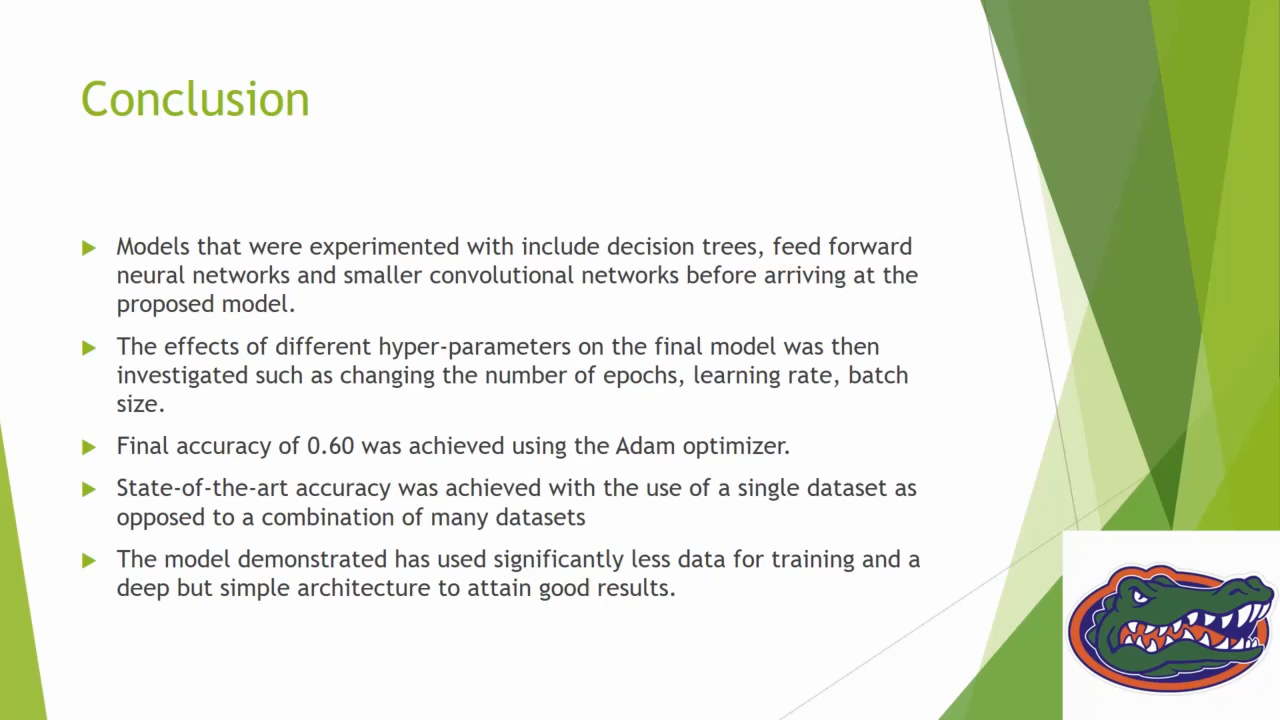 Conclusion
Models that were experimented with include decision trees, feed forward
neural networks and smaller convolutional networks before arriving at the
proposed model.
The effects of different hyper-parameters on the final model was then
investigated such as changing the number of epochs, learning rate, batch
size.
Final accuracy of 0.60 was achieved using the Adam optimizer.
State-of-the-art accuracy was achieved with the use of a single dataset as
opposed to a combination of many datasets
The model demonstrated has used significantly less data for training and a
deep but simple architecture to attain good results.